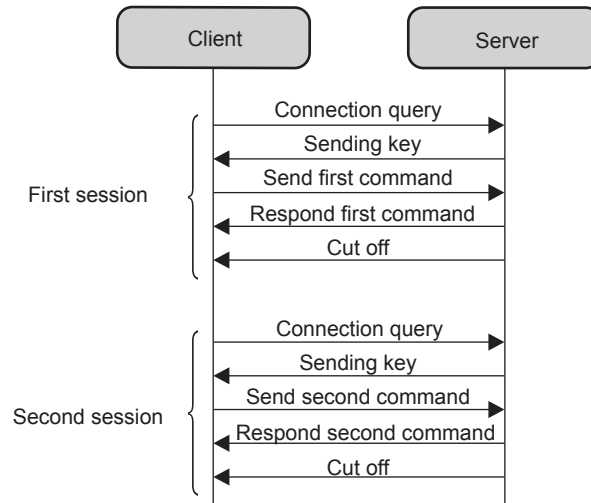 Client
Server
Connection query
Sending key
Send first command
First session
Respond first command
Cut off
Connection query
Sending key
Send second command
Second session
Respond second command
Cut off